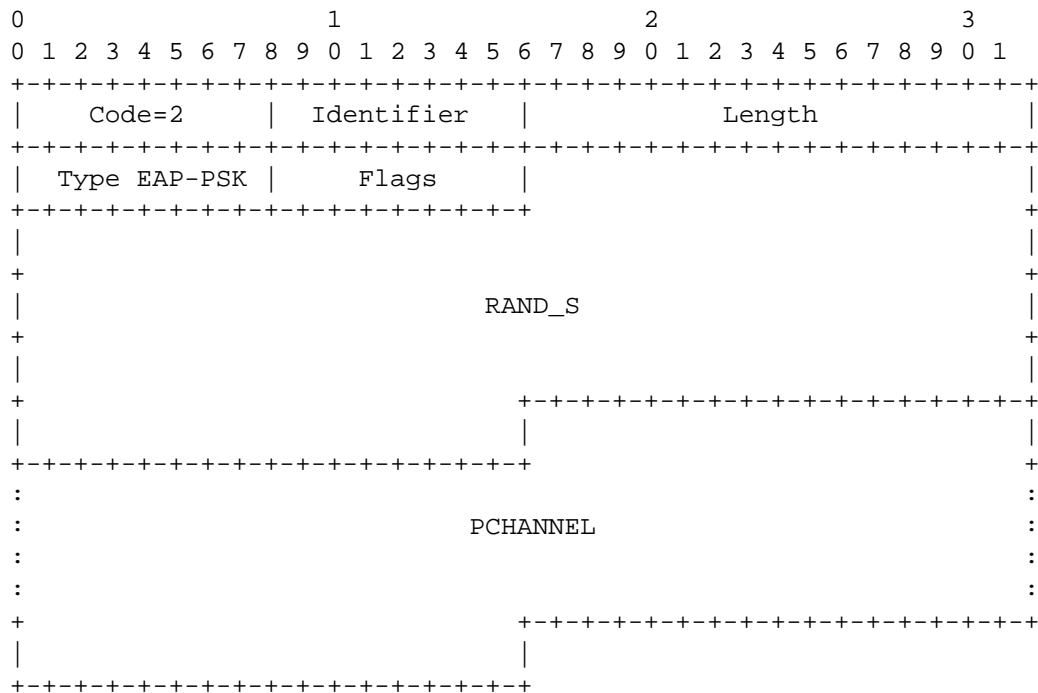 0                   1                   2                   3
0 1 2 3 4 5 6 7 8 9 0 1 2 3 4 5 6 7 8 9 0 1 2 3 4 5 6 7 8 9 0 1
+-+-+-+-+-+-+-+-+-+-+-+-+-+-+-+-+-+-+-+-+-+-+-+-+-+-+-+-+-+-+-+-+
|    Code=2     |  Identifier   |            Length             |
+-+-+-+-+-+-+-+-+-+-+-+-+-+-+-+-+-+-+-+-+-+-+-+-+-+-+-+-+-+-+-+-+
|  Type EAP-PSK |     Flags     |                               |
+-+-+-+-+-+-+-+-+-+-+-+-+-+-+-+-+                               +
|                                                               |
+                                                               +
|                             RAND_S                            |
+                                                               +
|                                                               |
+                               +-+-+-+-+-+-+-+-+-+-+-+-+-+-+-+-+
|                               |                               |
+-+-+-+-+-+-+-+-+-+-+-+-+-+-+-+-+                               +
:                                                               :
:                            PCHANNEL                           :
:                                                               :
:                                                               :
+                               +-+-+-+-+-+-+-+-+-+-+-+-+-+-+-+-+
|                               |
+-+-+-+-+-+-+-+-+-+-+-+-+-+-+-+-+